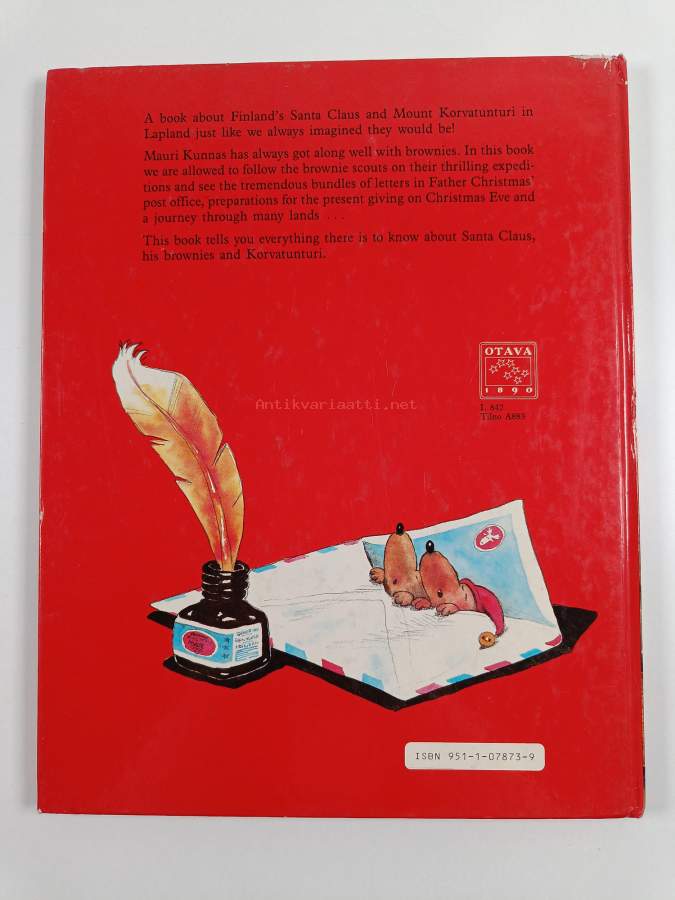 A book about Finland's Santa Claus and Mount Korvatunturi in
Lapland just like we always imagined they would be!
Mauri Kunnas has always got along well with brownies. In this book
we are allowed to follow the brownie scouts on their thrilling expedi-
tions and see the tremendous bundles of letters in Father Christmas'
post office, preparations for the present giving on Christmas Eve and
a journey through many lands . . .
This book tells you everything there is to know about Santa Claus,
his brownies and Korvatunturi.
OTAVA
1890
L 847
Tilno A883
Antikvariaatti.net
ISBN 951-1-07873-9